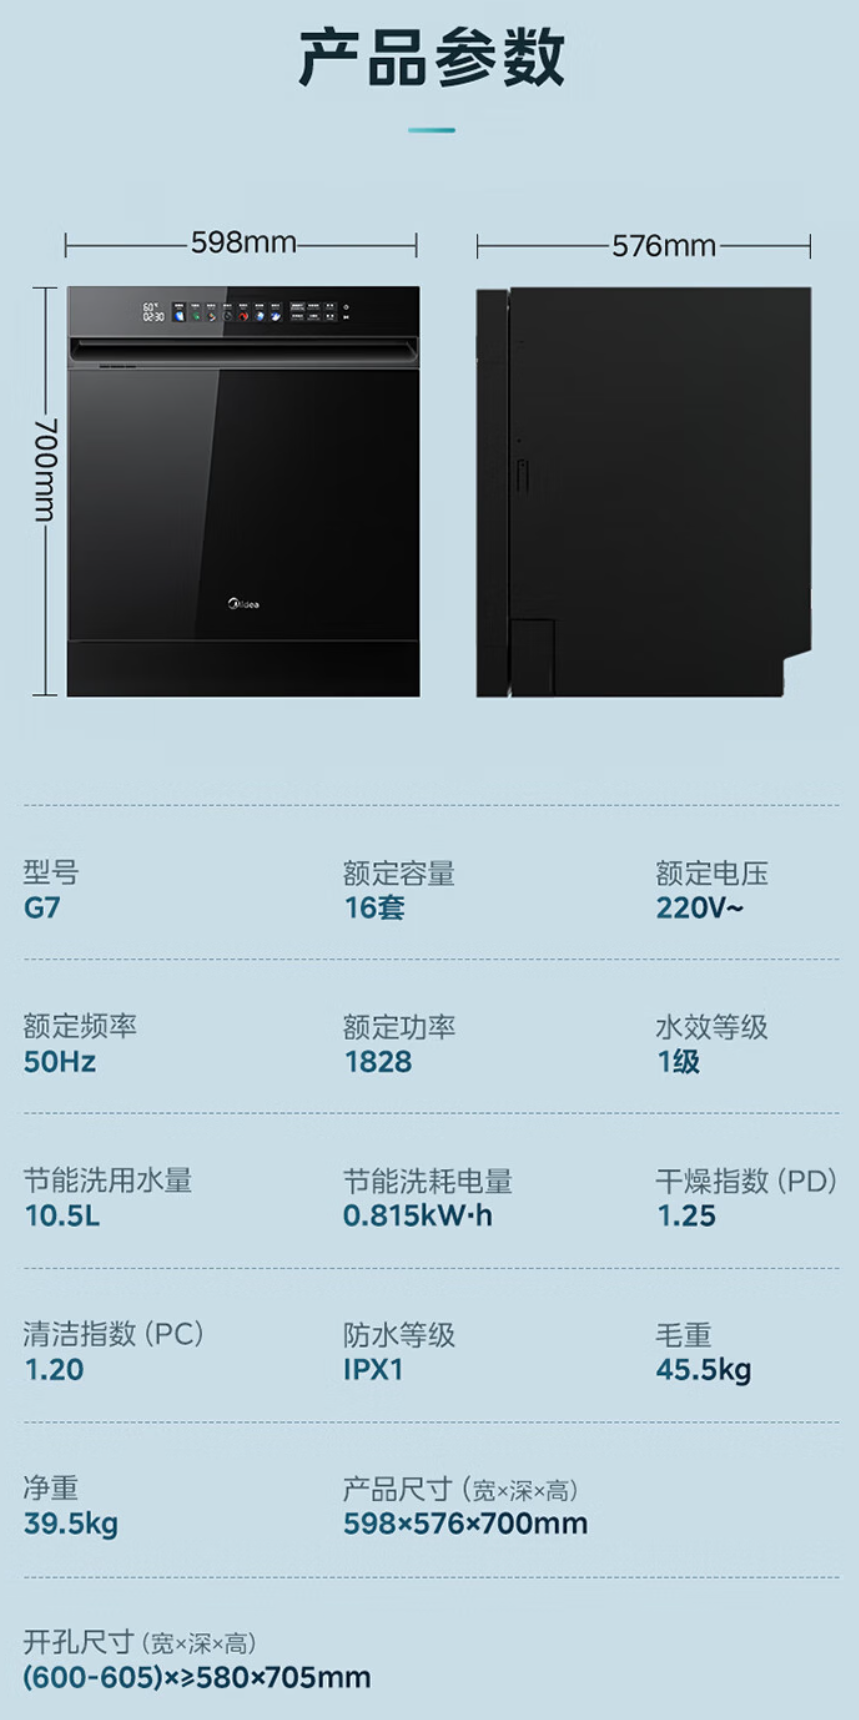 产品参数
598mm
576mm
700mm
02:30
Midea
型号
额定容量
额定电压
G7
16套
220V~
额定频率
额定功率
水效等级
50Hz
1828
1级
节能洗用水量
节能洗耗电量
干燥指数 (PD)
10.5L
0.815kW·h
1.25
清洁指数 (PC)
防水等级
毛重
1.20
IPX1
45.5kg
净重
产品尺寸 (宽×深×高)
39.5kg
598×576×700mm
开孔尺寸 (宽×深×高)
(600-605)×≥580×705mm